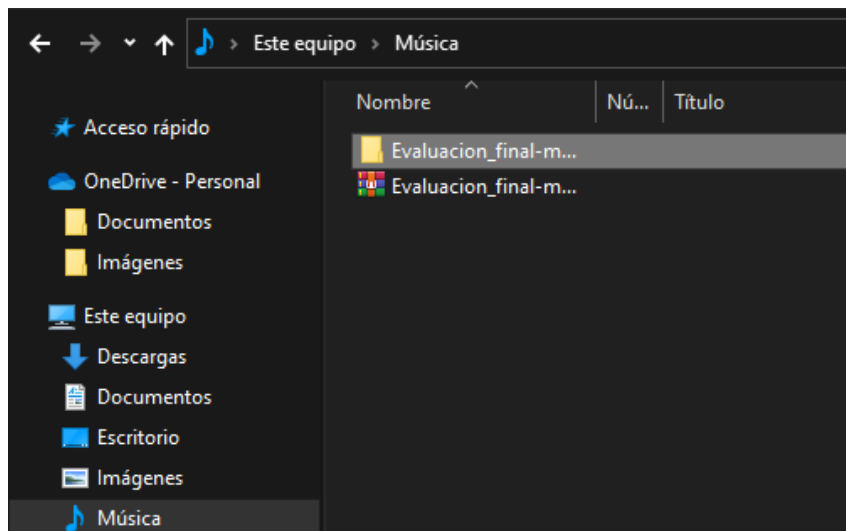 Este equipo > Música
Nombre
Nú...
Título
Acceso rápido
OneDrive - Personal
Documentos
Imágenes
Este equipo
Descargas
Documentos
Escritorio
Imágenes
Música
Evaluacion_final-m...
Evaluacion_final-m...